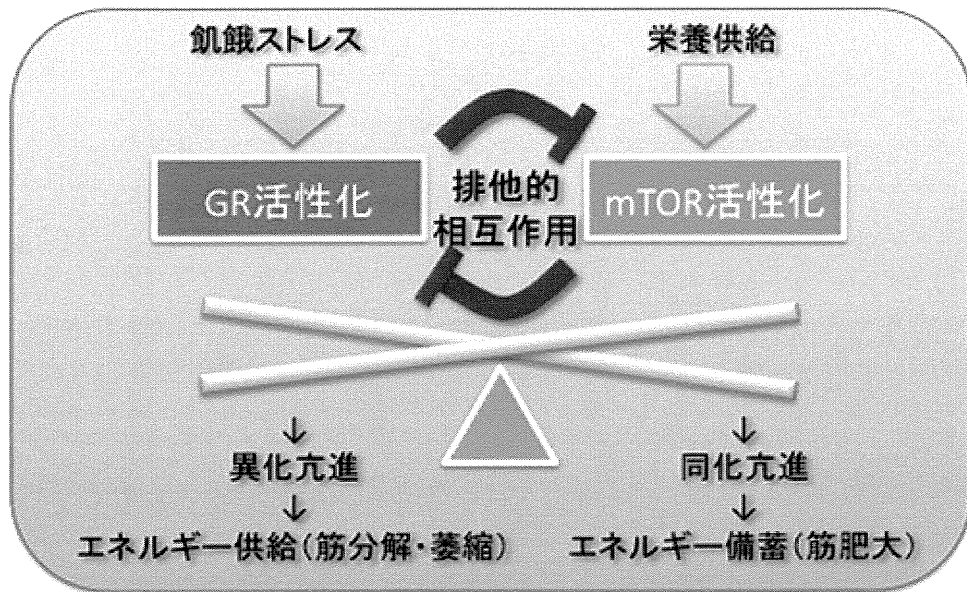 飢餓ストレス
栄養供給
GR活性化
排他的
相互作用
mTOR活性化
↓
異化亢進
↓
エネルギー供給(筋分解・萎縮)
↓
同化亢進
↓
エネルギー備蓄(筋肥大)